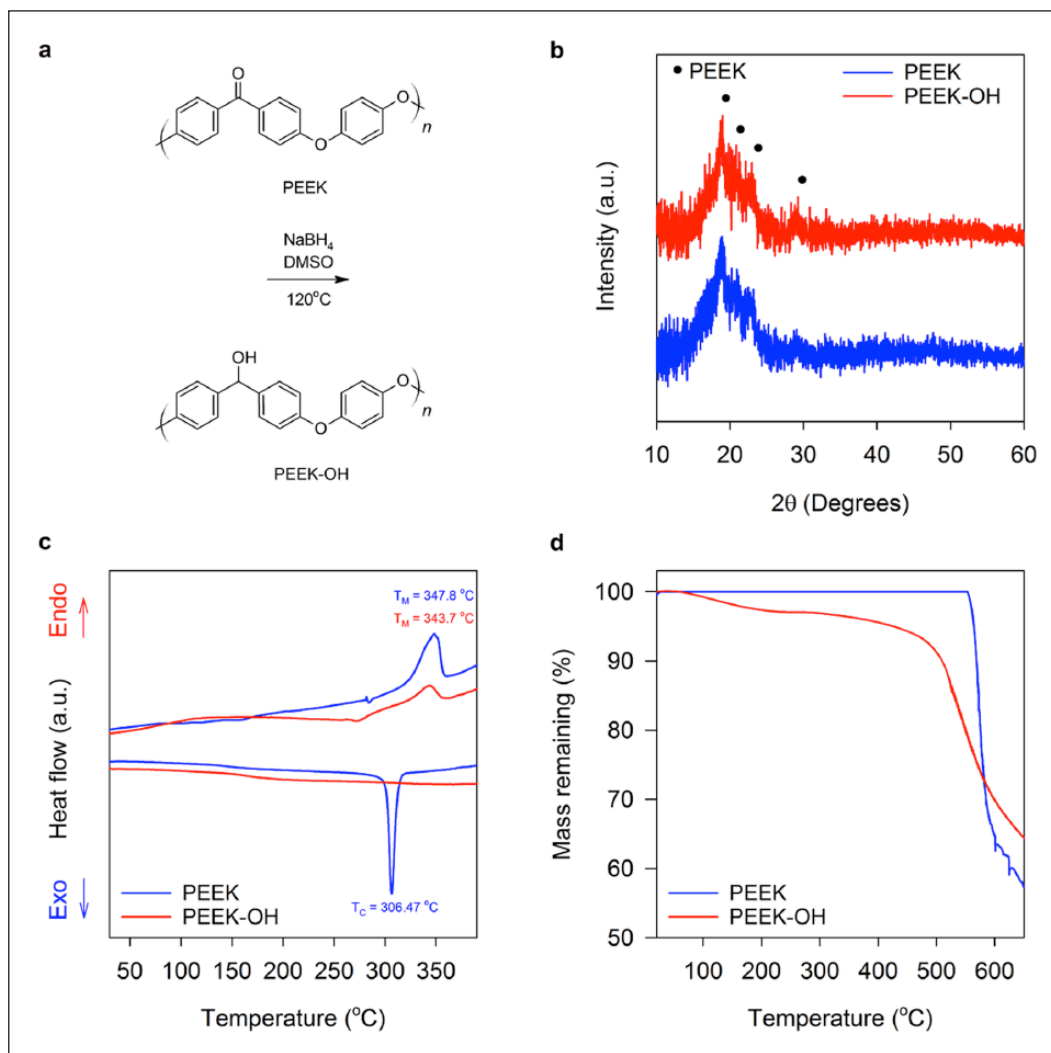 a
O
O
O
n
PEEK
NaBH₄
DMSO
120°C
OH
O
O
n
PEEK-OH
b
• PEEK
PEEK
PEEK-OH
Intensity (a.u.)
10 20 30 40 50 60
2θ (Degrees)
c
Endo
Heat flow (a.u.)
Exo
T_M = 347.8 °C
T_M = 343.7 °C
PEEK
PEEK-OH
T_C = 306.47 °C
50 100 150 200 250 300 350
Temperature (°C)
d
Mass remaining (%)
100
90
80
70
60
50
PEEK
PEEK-OH
100 200 300 400 500 600
Temperature (°C)